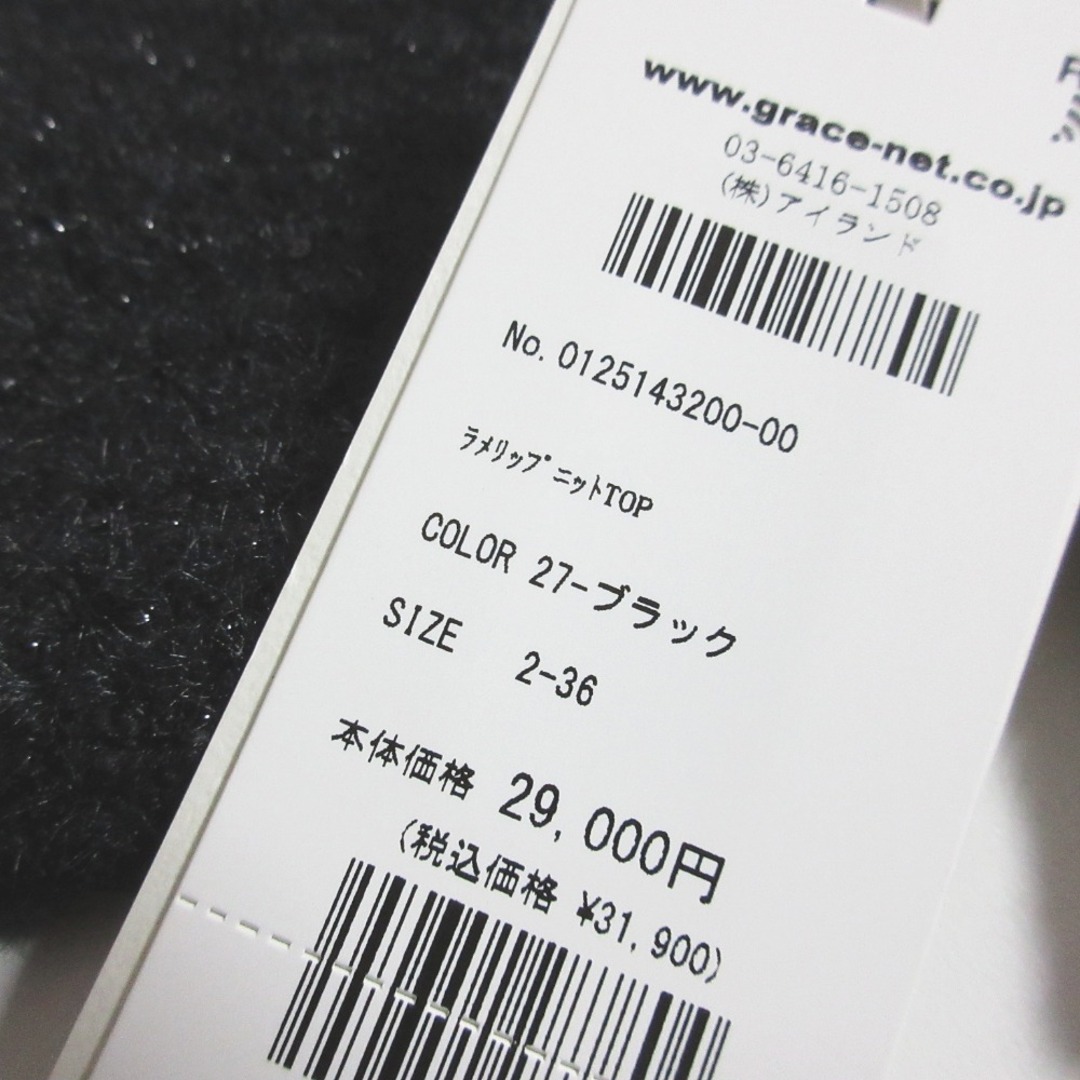 www.grace-net.co.jp
03-6416-1508
(株)アイランド
No. 0125143200-00
ﾗﾒﾘｯﾌﾟﾆｯﾄTOP
COLOR 27-ブラック
SIZE 2-36
本体価格 29,000円
(税込価格 ¥31,900)